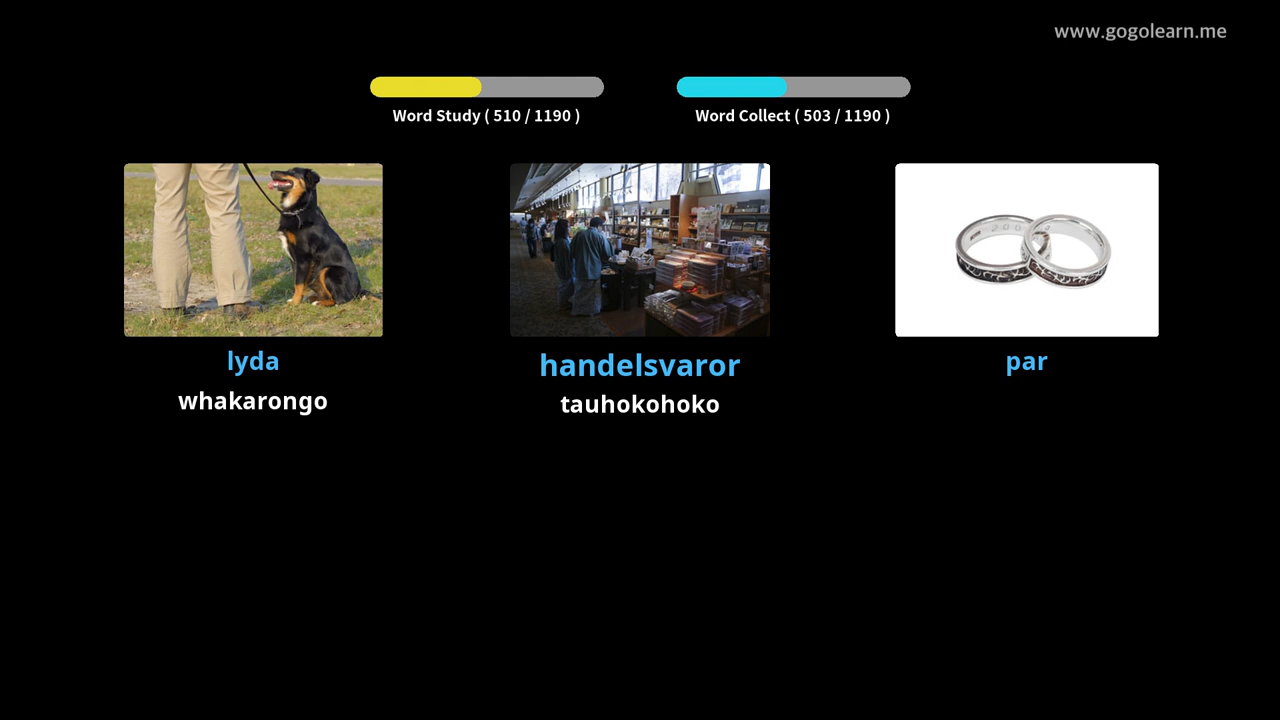 www.gogolearn.me
Word Study ( 510 / 1190 )
Word Collect ( 503 / 1190 )
lyda
whakarongo
handelsvaror
tauhokohoko
par